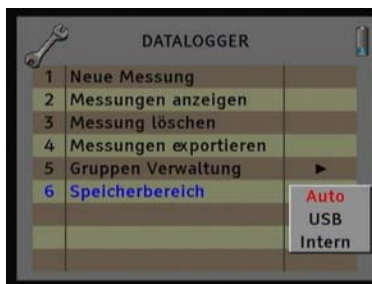 DATALOGGER
1 Neue Messung
2 Messungen anzeigen
3 Messung löschen
4 Messungen exportieren
5 Gruppen Verwaltung ►
6 Speicherbereich
Auto
USB
Intern